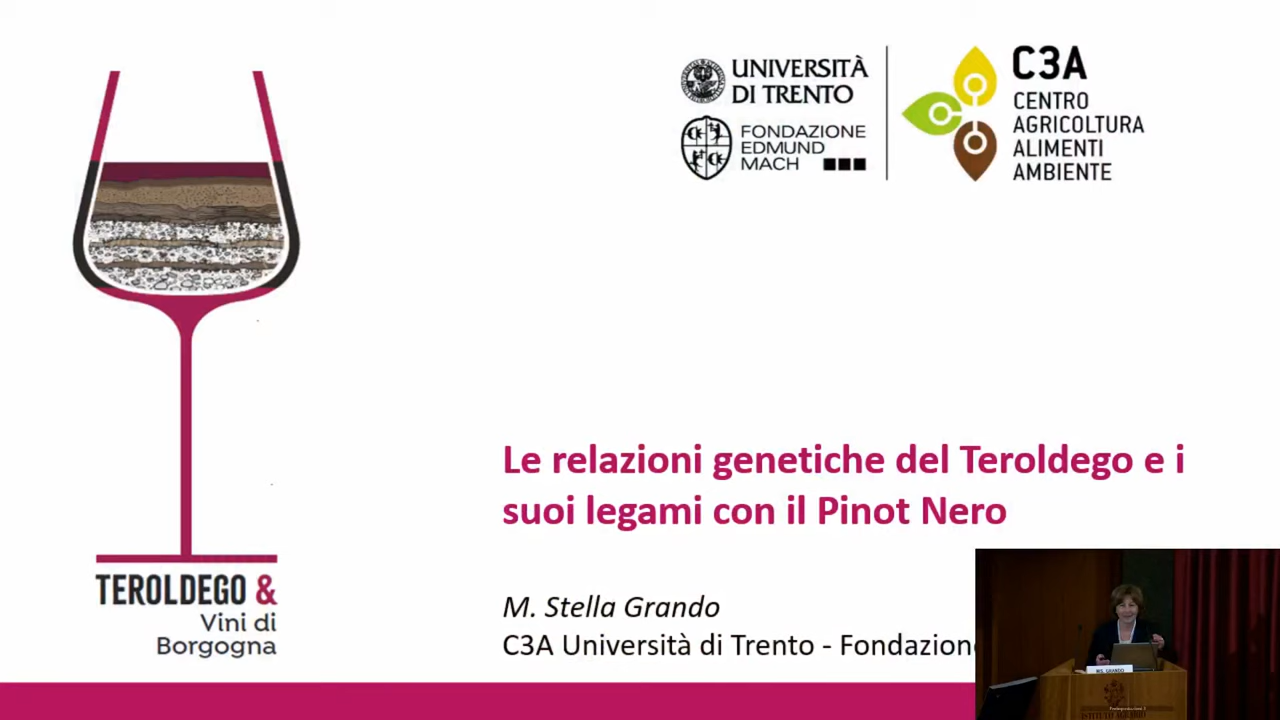 UNIVERSITÀ
DI TRENTO
FONDAZIONE
EDMUND
MACH
C3A
CENTRO
AGRICOLTURA
ALIMENTI
AMBIENTE
Le relazioni genetiche del Teroldego e i
suoi legami con il Pinot Nero
M. Stella Grando
C3A Università di Trento - Fondazion
TEROLDEGO &
Vini di
Borgogna
M.S. GRANDO